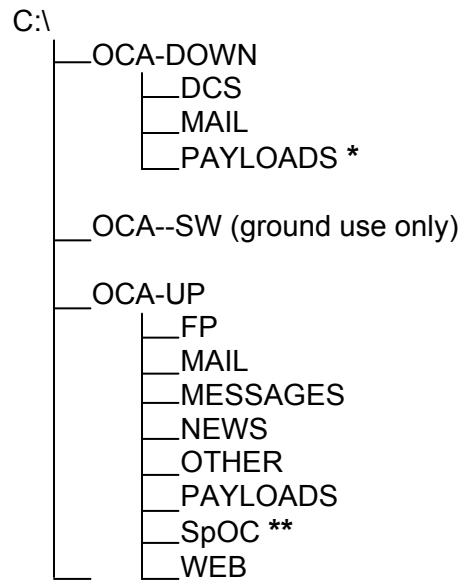 C:\
OCA-DOWN
DCS
MAIL
PAYLOADS *
OCA--SW (ground use only)
OCA-UP
FP
MAIL
MESSAGES
NEWS
OTHER
PAYLOADS
SpOC **
WEB